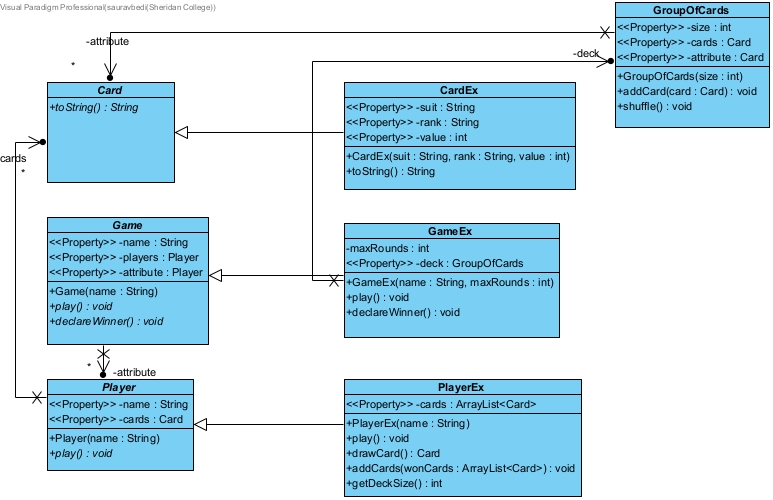 Visual Paradigm Professional(sauravbedi(Sheridan College))
GroupOfCards
<<Property>> -size : int
<<Property>> -cards : Card
<<Property>> -attribute : Card
+GroupOfCards(size : int)
+addCard(card : Card) : void
+shuffle() : void
-attribute
*
-deck
Card
+toString() : String
CardEx
<<Property>> -suit : String
<<Property>> -rank : String
<<Property>> -value : int
+CardEx(suit : String, rank : String, value : int)
+toString() : String
cards
*
Game
<<Property>> -name : String
<<Property>> -players : Player
<<Property>> -attribute : Player
+Game(name : String)
+play() : void
+declareWinner() : void
GameEx
-maxRounds : int
<<Property>> -deck : GroupOfCards
+GameEx(name : String, maxRounds : int)
+play() : void
+declareWinner() : void
*
-attribute
Player
<<Property>> -name : String
<<Property>> -cards : Card
+Player(name : String)
+play() : void
PlayerEx
<<Property>> -cards : ArrayList<Card>
+PlayerEx(name : String)
+play() : void
+drawCard() : Card
+addCards(wonCards : ArrayList<Card>) : void
+getDeckSize() : int